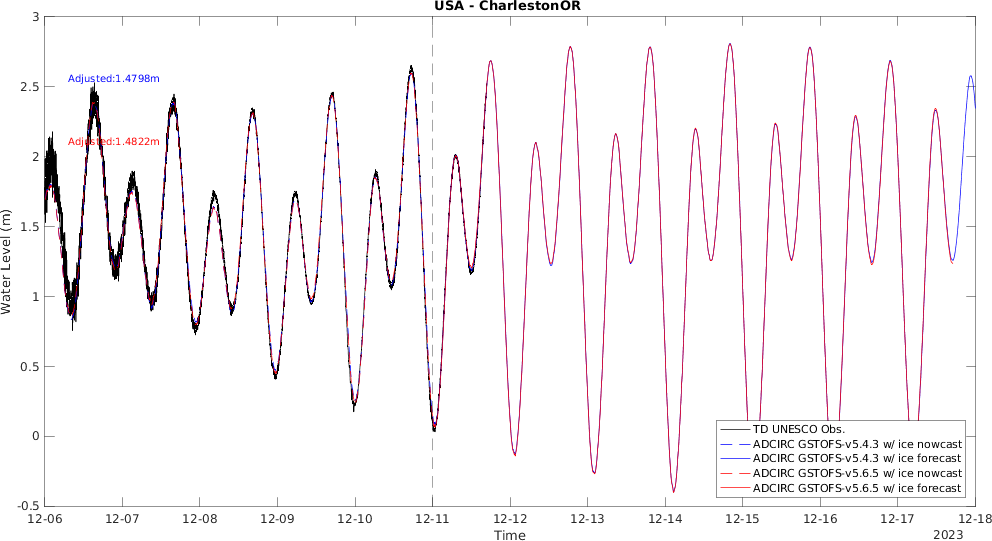 USA - CharlestonOR
3
2.5
2
1.5
1
0.5
0
-0.5
Water Level (m)
Adjusted:1.4798m
Adjusted:1.4822m
TD UNESCO Obs.
ADCIRC GSTOFS-v5.4.3 w/ ice nowcast
ADCIRC GSTOFS-v5.4.3 w/ ice forecast
ADCIRC GSTOFS-v5.6.5 w/ ice nowcast
ADCIRC GSTOFS-v5.6.5 w/ ice forecast
12-06 12-07 12-08 12-09 12-10 12-11 12-12 12-13 12-14 12-15 12-16 12-17 12-18
Time
2023